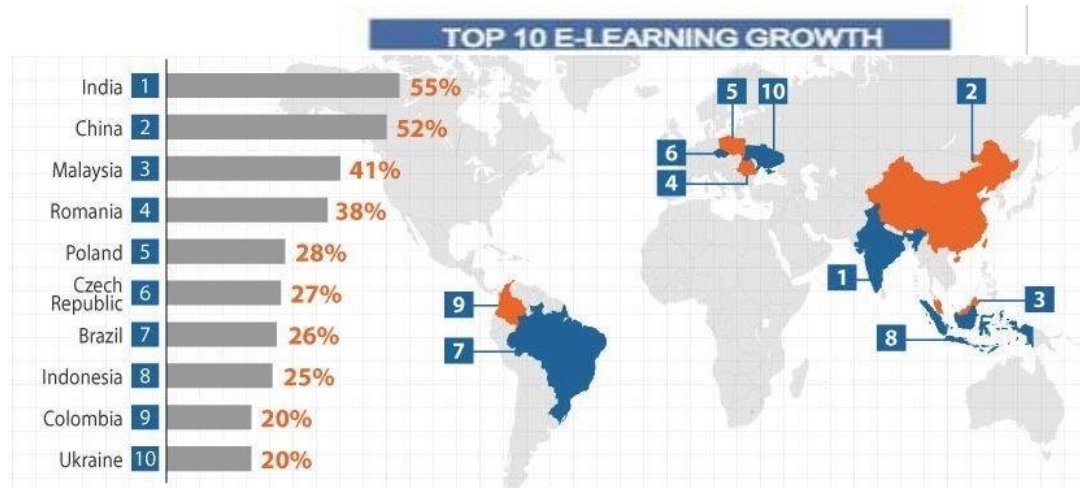 TOP 10 E-LEARNING GROWTH
India 1 55%
China 2 52%
Malaysia 3 41%
Romania 4 38%
Poland 5 28%
Czech
Republic 6 27%
Brazil 7 26%
Indonesia 8 25%
Colombia 9 20%
Ukraine 10 20%
5 10 2
6
4
1
9 3
7 8